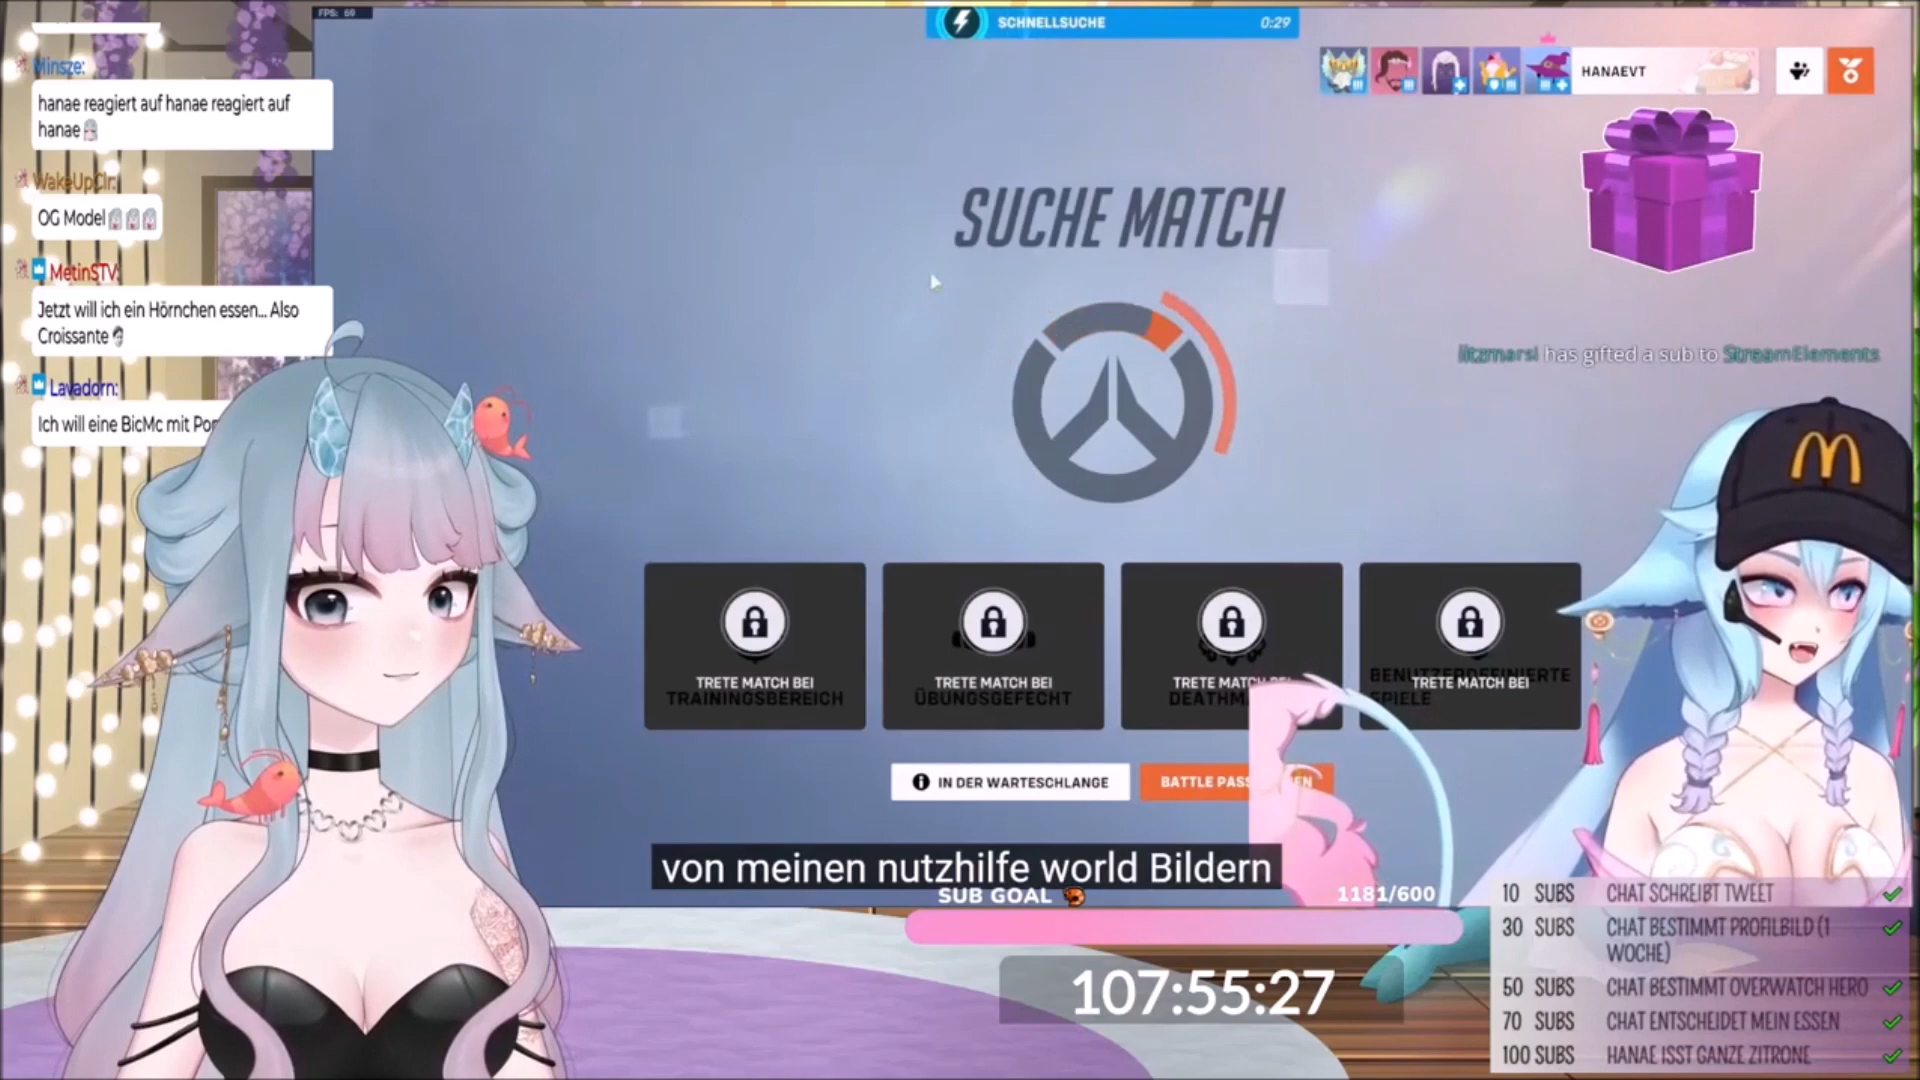 FPS: 69
SCHNELLSUCHE 0:29
Minsze:
hanae reagiert auf hanae reagiert auf
hanae
HANAEVT
WakeUpClr:
OG Model
SUCHE MATCH
MetinSTV:
Jetzt will ich ein Hörnchen essen... Also
Croissante
litzmarsi has gifted a sub to StreamElements
Lavadorn:
Ich will eine BicMc mit
TRETE MATCH BEI
TRAININGSBEREICH
TRETE MATCH BEI
ÜBUNGSGEFECHT
TRETE MATCH BEI
BENUTZERDEFINIERTE
TRETE MATCH BEI
SPIELE
IN DER WARTESCHLANGE
BATTLE PASS
von meinen nutzhilfe world Bildern
SUB GOAL 1181/600
107:55:27
10 SUBS CHAT SCHREIBT TWEET
30 SUBS CHAT BESTIMMT PROFILBILD (1
WOCHE)
50 SUBS CHAT BESTIMMT OVERWATCH HERO
70 SUBS CHAT ENTSCHEIDET MEIN ESSEN
100 SUBS HANAE ISST GANZE ZITRONE